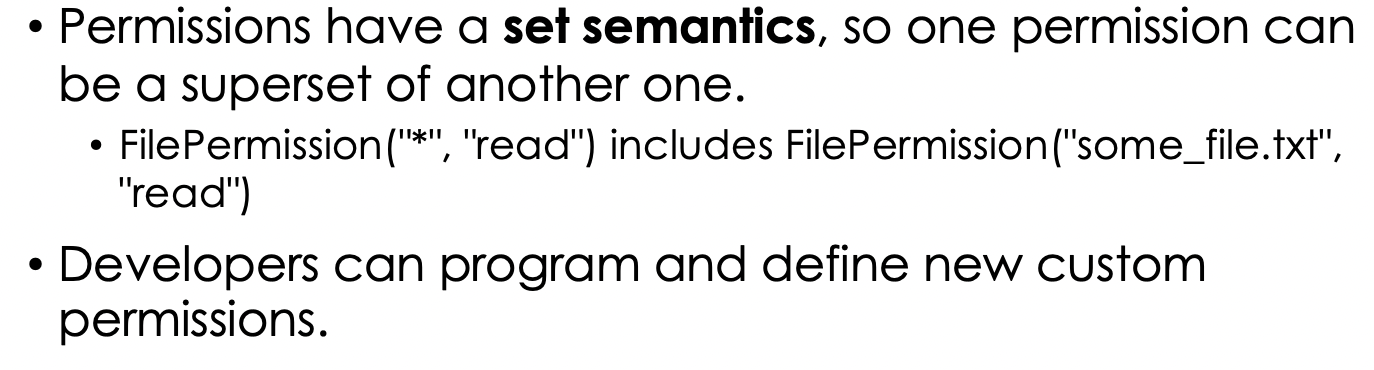 • Permissions have a set semantics, so one permission can
be a superset of another one.
• FilePermission("*", "read") includes FilePermission("some_file.txt",
"read")
• Developers can program and define new custom
permissions.